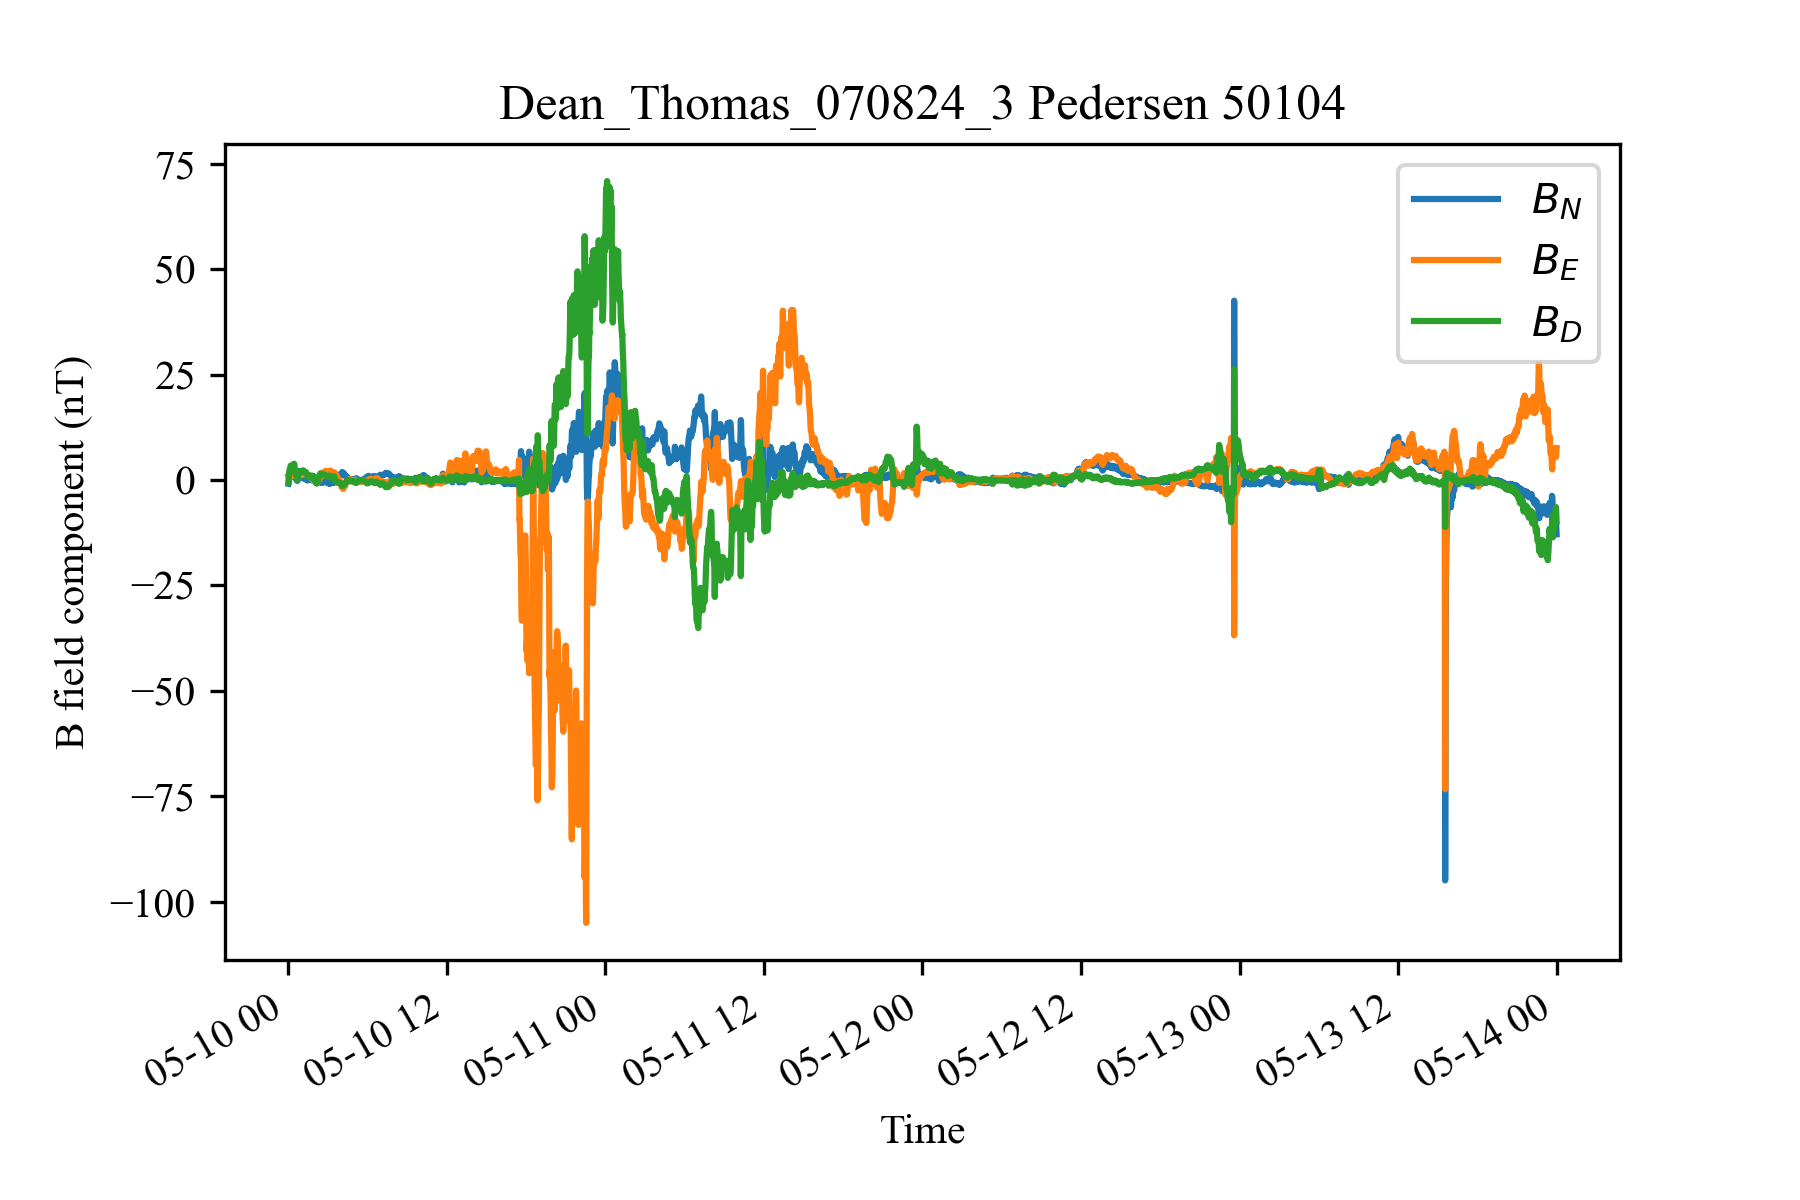 Dean_Thomas_070824_3 Pedersen 50104
B field component (nT)
75
50
25
0
−25
−50
−75
−100
B_N
B_E
B_D
05-10 00
05-10 12
05-11 00
05-11 12
05-12 00
05-12 12
05-13 00
05-13 12
05-14 00
Time